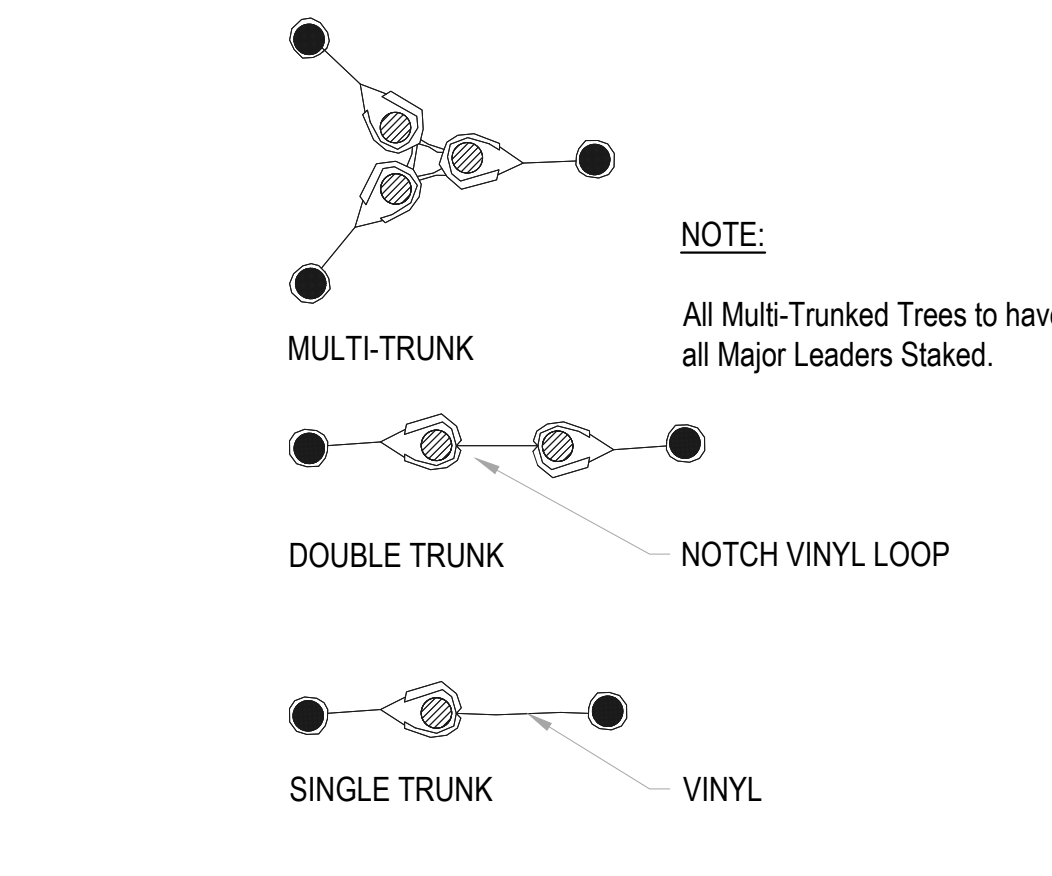 NOTE:
All Multi-Trunked Trees to have
all Major Leaders Staked.
MULTI-TRUNK
DOUBLE TRUNK
NOTCH VINYL LOOP
SINGLE TRUNK
VINYL